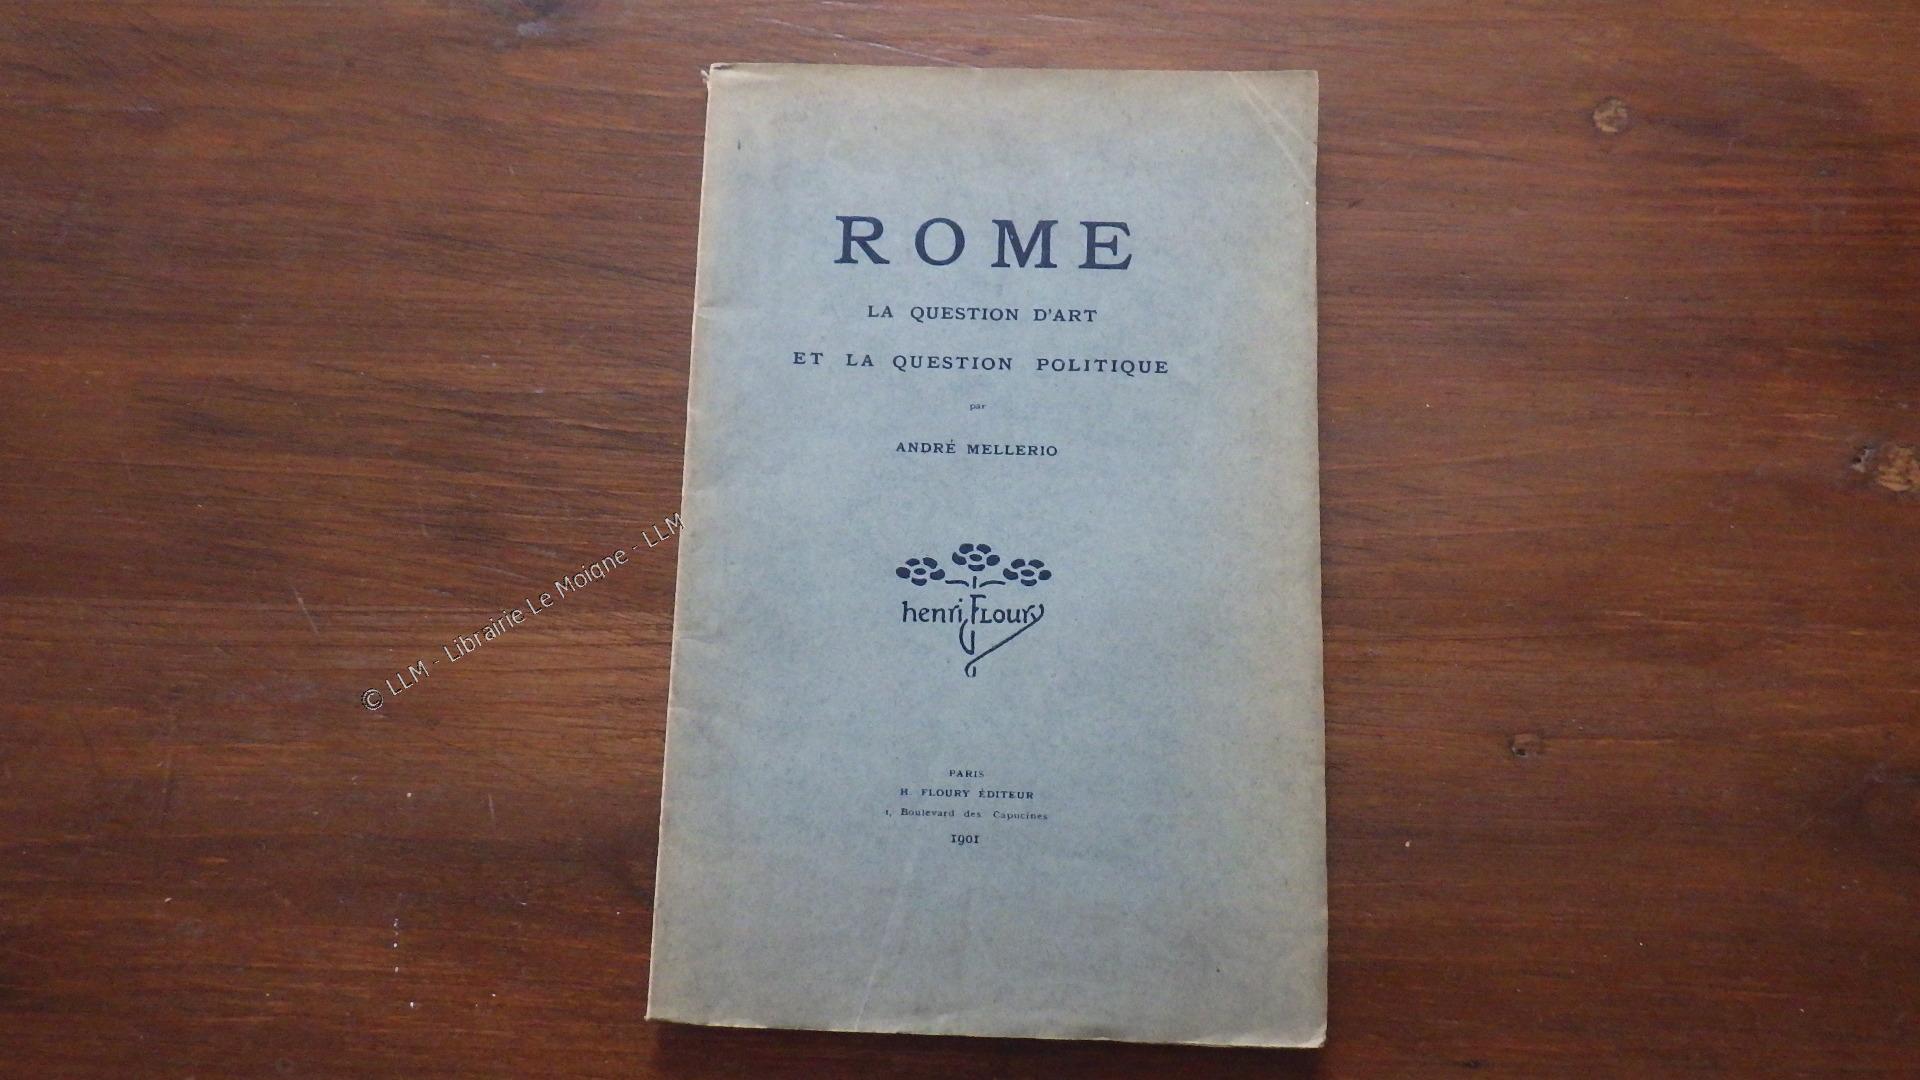 ROME
LA QUESTION D'ART
ET LA QUESTION POLITIQUE
par
ANDRÉ MELLERIO
henri FLoury
PARIS
H. FLOURY ÉDITEUR
1, Boulevard des Capucines
1901
© LLM - Librairie Le Moigne - LLM